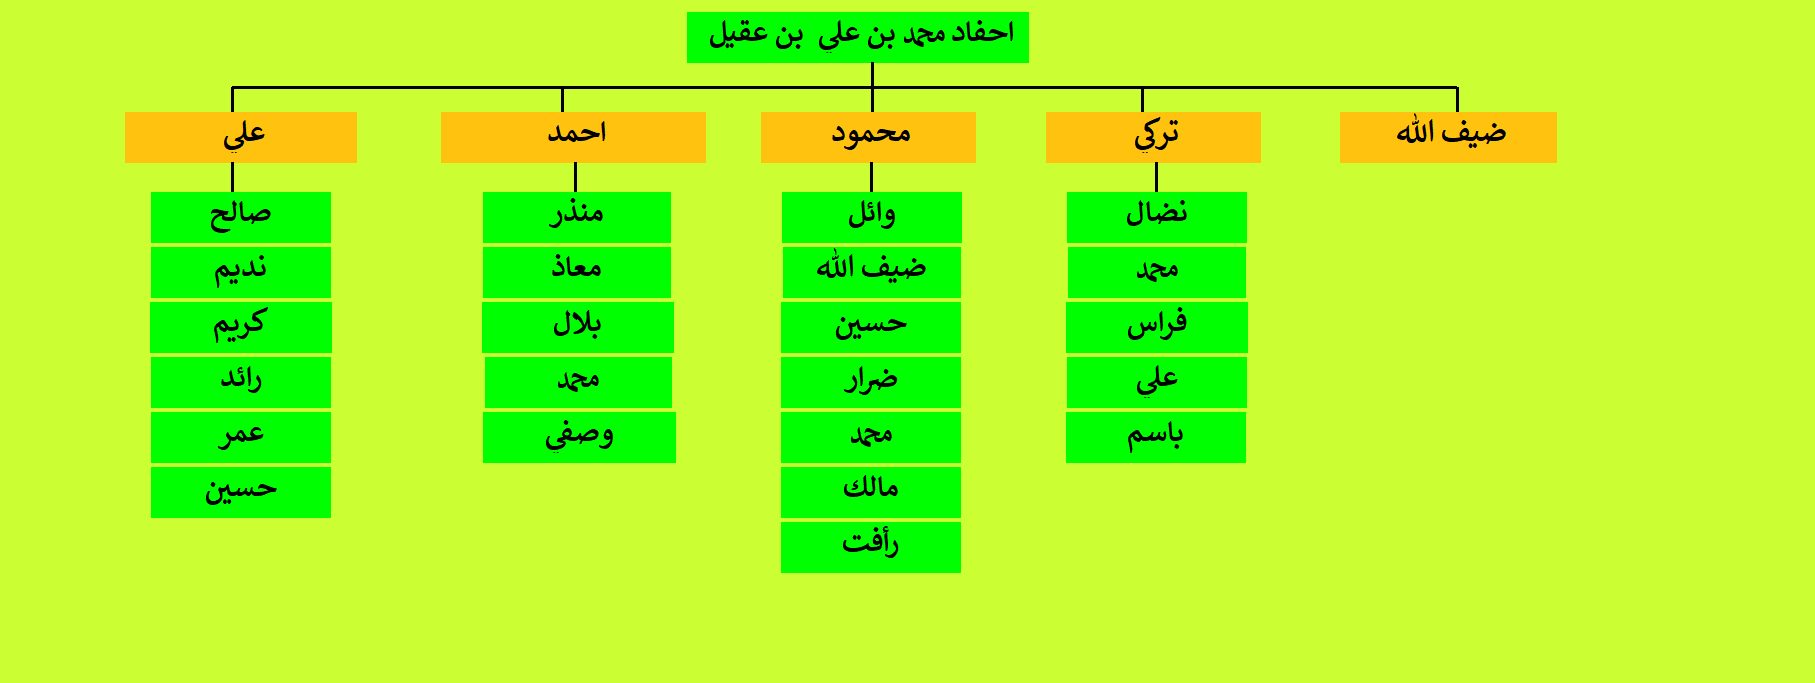 احفاد محمد بن علي بن عقيل
ضيف الله
تركي
محمود
احمد
علي
نضال
محمد
فراس
علي
باسم
وائل
ضيف الله
حسين
ضرار
محمد
مالك
رأفت
منذر
معاذ
بلال
محمد
وصفي
صالح
نديم
كريم
رائد
عمر
حسين